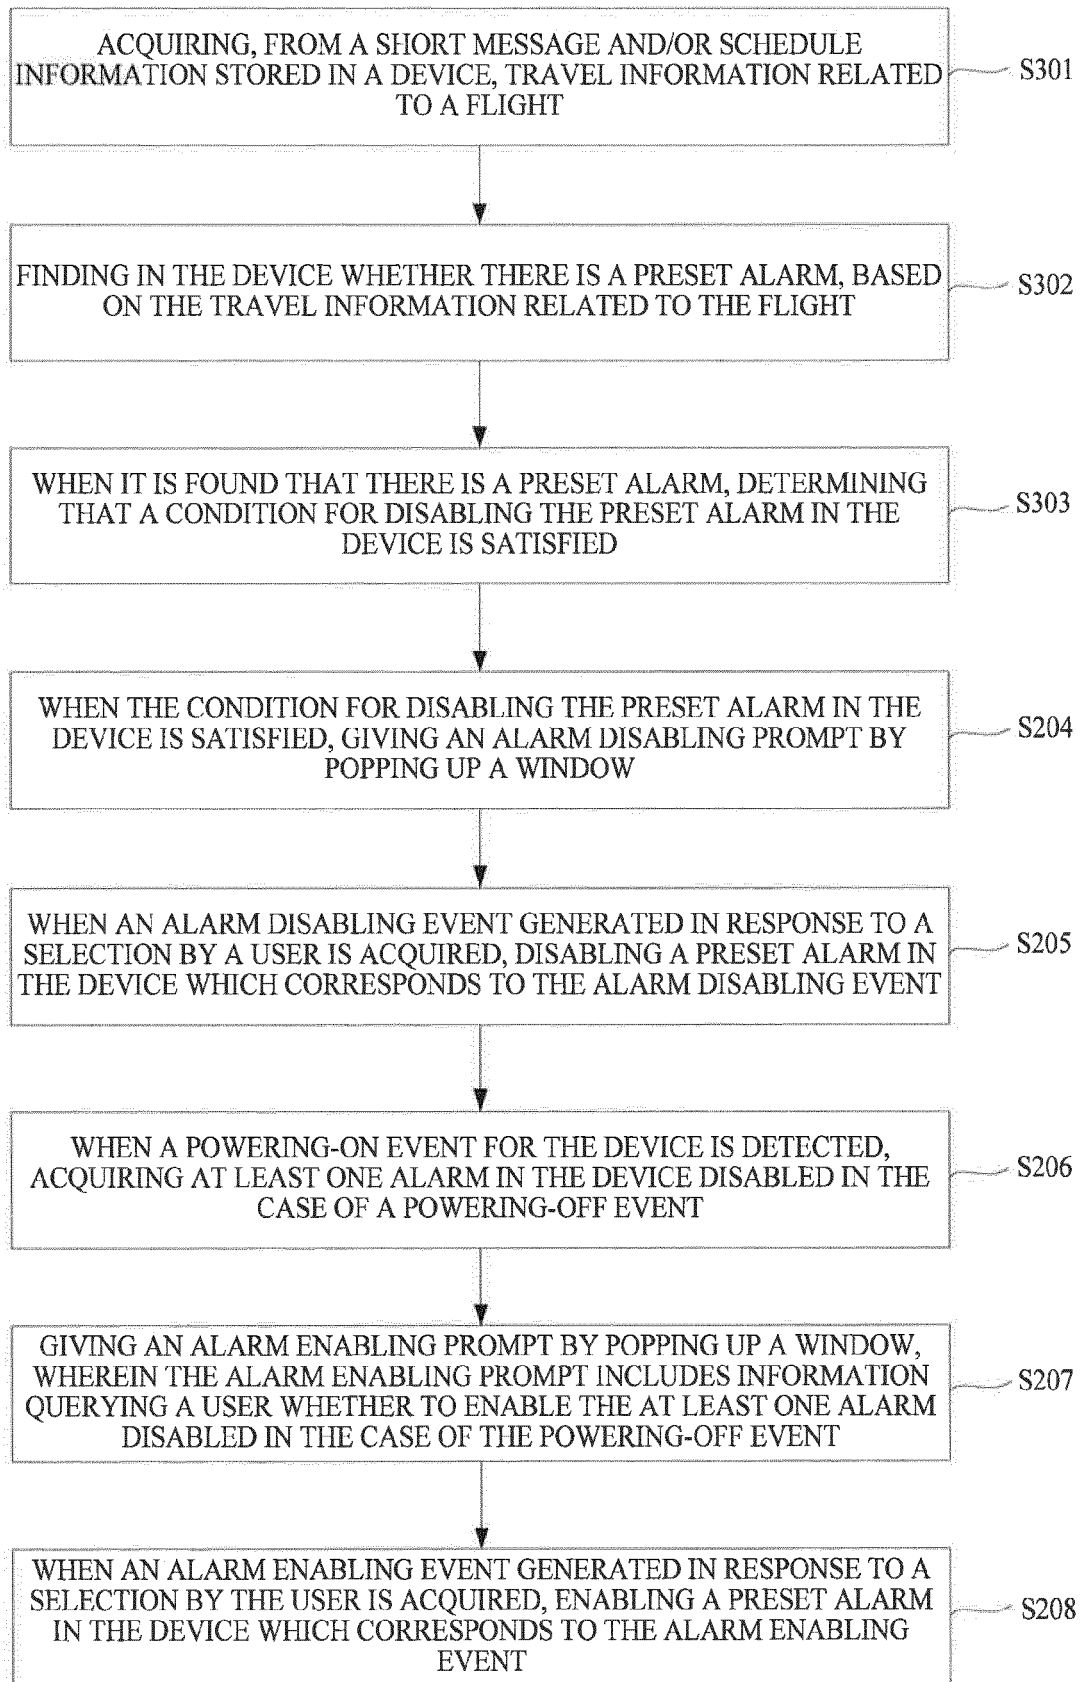 ACQUIRING, FROM A SHORT MESSAGE AND/OR SCHEDULE
INFORMATION STORED IN A DEVICE, TRAVEL INFORMATION RELATED
TO A FLIGHT
S301
FINDING IN THE DEVICE WHETHER THERE IS A PRESET ALARM, BASED
ON THE TRAVEL INFORMATION RELATED TO THE FLIGHT
S302
WHEN IT IS FOUND THAT THERE IS A PRESET ALARM, DETERMINING
THAT A CONDITION FOR DISABLING THE PRESET ALARM IN THE
DEVICE IS SATISFIED
S303
WHEN THE CONDITION FOR DISABLING THE PRESET ALARM IN THE
DEVICE IS SATISFIED, GIVING AN ALARM DISABLING PROMPT BY
POPPING UP A WINDOW
S204
WHEN AN ALARM DISABLING EVENT GENERATED IN RESPONSE TO A
SELECTION BY A USER IS ACQUIRED, DISABLING A PRESET ALARM IN
THE DEVICE WHICH CORRESPONDS TO THE ALARM DISABLING EVENT
S205
WHEN A POWERING-ON EVENT FOR THE DEVICE IS DETECTED,
ACQUIRING AT LEAST ONE ALARM IN THE DEVICE DISABLED IN THE
CASE OF A POWERING-OFF EVENT
S206
GIVING AN ALARM ENABLING PROMPT BY POPPING UP A WINDOW,
WHEREIN THE ALARM ENABLING PROMPT INCLUDES INFORMATION
QUERYING A USER WHETHER TO ENABLE THE AT LEAST ONE ALARM
DISABLED IN THE CASE OF THE POWERING-OFF EVENT
S207
WHEN AN ALARM ENABLING EVENT GENERATED IN RESPONSE TO A
SELECTION BY THE USER IS ACQUIRED, ENABLING A PRESET ALARM
IN THE DEVICE WHICH CORRESPONDS TO THE ALARM ENABLING
EVENT
S208